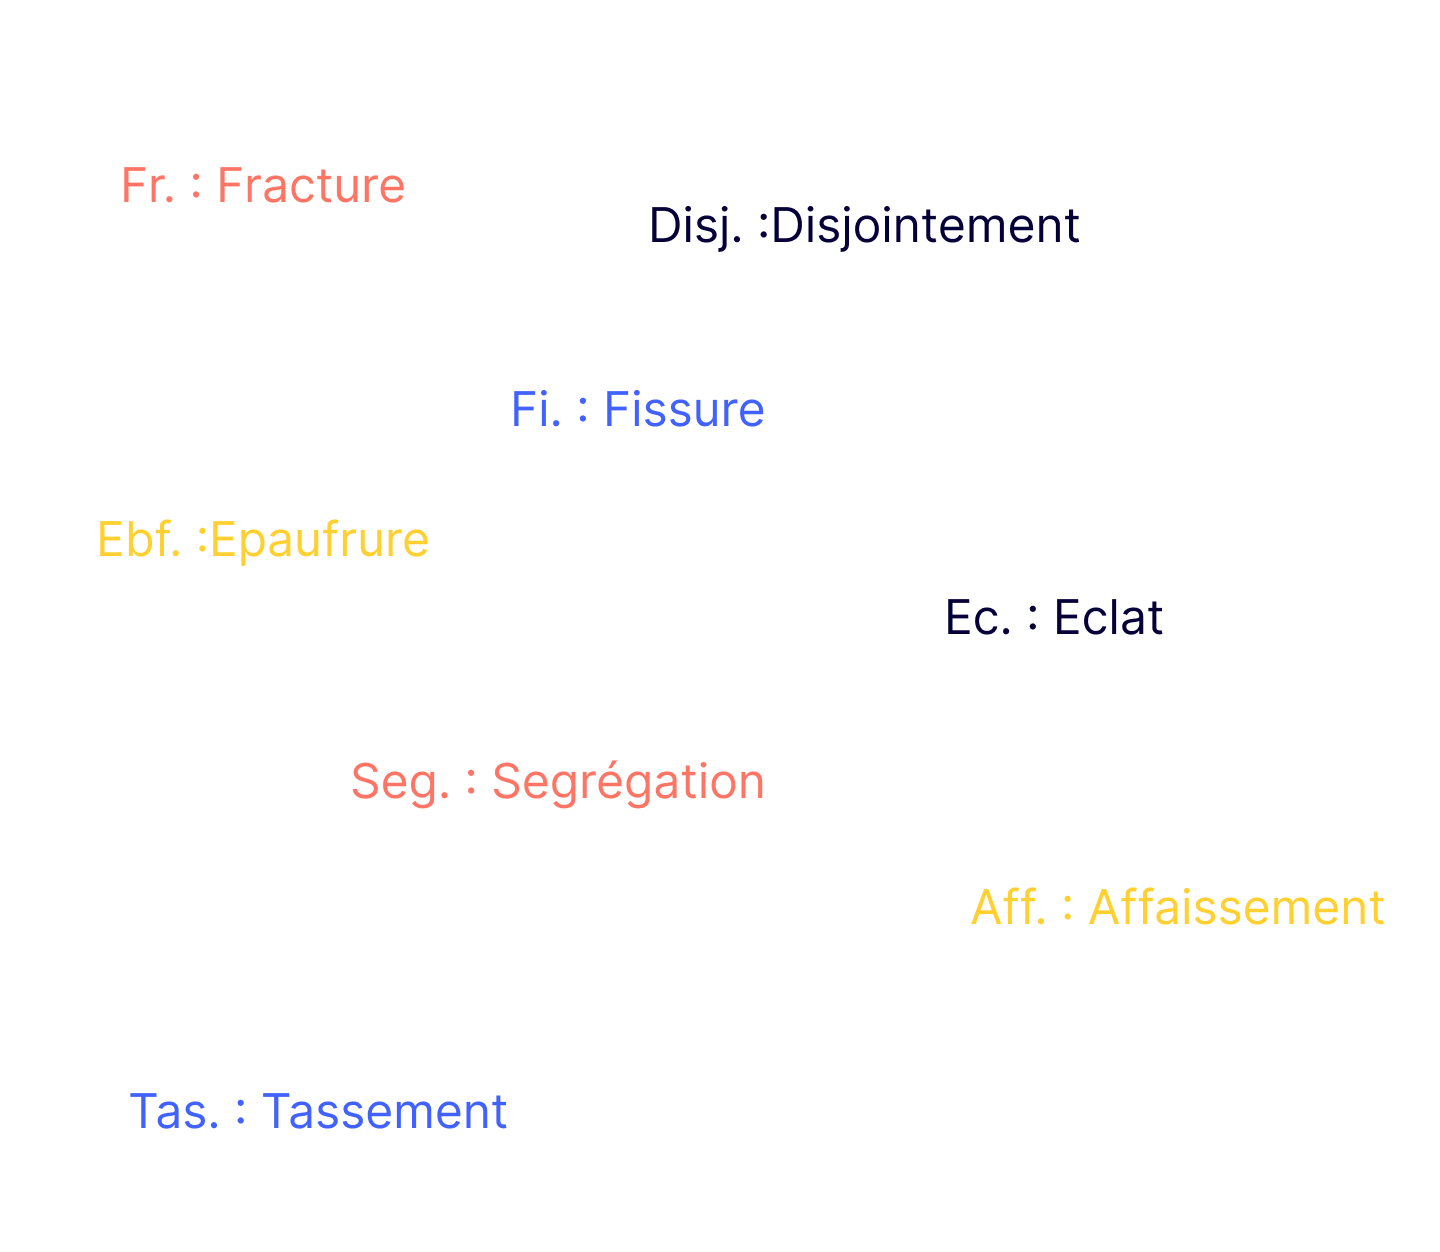 Fr. : Fracture
Disj. :Disjointement
Fi. : Fissure
Ebf. :Epaufrure
Ec. : Eclat
Seg. : Segrégation
Aff. : Affaissement
Tas. : Tassement